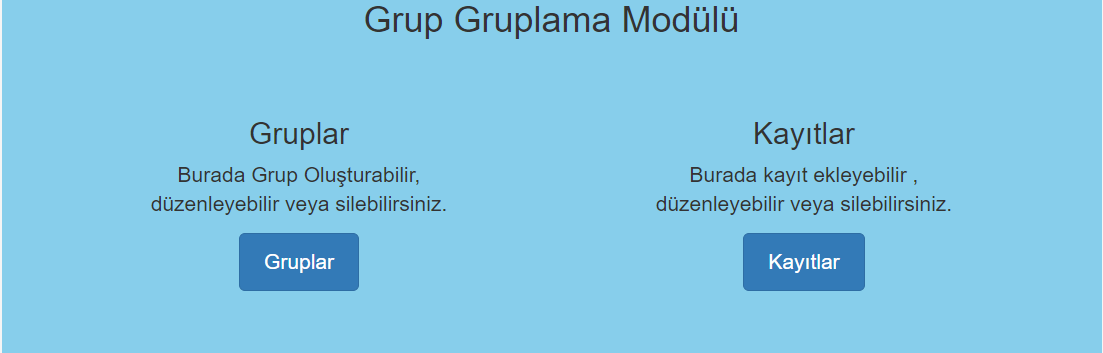 Grup Gruplama Modülü
Gruplar
Burada Grup Oluşturabilir,
düzenleyebilir veya silebilirsiniz.
Gruplar
Kayıtlar
Burada kayıt ekleyebilir ,
düzenleyebilir veya silebilirsiniz.
Kayıtlar